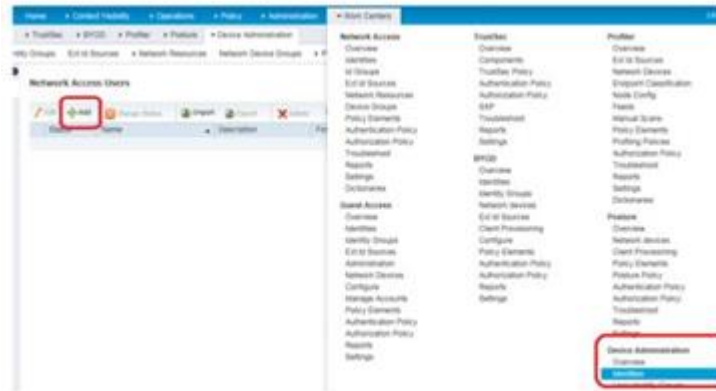 Home Context Visibility Operations Policy Administration Work Centers
TrustSec BYOD Profiler Posture Device Administration
Groups Ext Id Sources Network Resources Network Device Groups
Network Access Users
Edit Add Change Status Import Export Delete
Name Description
Network Access
Overview
Identities
Id Groups
Ext Id Sources
Network Resources
Device Groups
Policy Elements
Authentication Policy
Authorization Policy
Troubleshoot
Reports
Settings
Dictionaries
Guest Access
Overview
Identities
Identity Groups
Ext Id Sources
Administration
Network Devices
Configure
Manage Accounts
Policy Elements
Authentication Policy
Authorization Policy
Reports
Settings
TrustSec
Overview
Components
TrustSec Policy
Authentication Policy
Authorization Policy
SXP
Troubleshoot
Reports
Settings
BYOD
Overview
Identities
Identity Groups
Network Devices
Ext Id Sources
Client Provisioning
Configure
Policy Elements
Authentication Policy
Authorization Policy
Reports
Settings
Profiler
Overview
Ext Id Sources
Network Devices
Endpoint Classification
Node Config
Feeds
Manual Scans
Policy Elements
Profiling Policies
Authorization Policy
Troubleshoot
Reports
Settings
Dictionaries
Posture
Overview
Network Devices
Client Provisioning
Policy Elements
Posture Policy
Authentication Policy
Authorization Policy
Troubleshoot
Reports
Settings
Device Administration
Overview
Identities